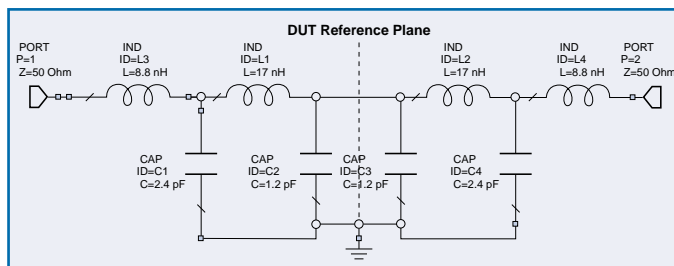 DUT Reference Plane
PORT
P=1
Z=50 Ohm
IND
ID=L3
L=8.8 nH
IND
ID=L1
L=17 nH
IND
ID=L2
L=17 nH
IND
ID=L4
L=8.8 nH
PORT
P=2
Z=50 Ohm
CAP
ID=C1
C=2.4 pF
CAP
ID=C2
C=1.2 pF
CAP
ID=C3
C=1.2 pF
CAP
ID=C4
C=2.4 pF